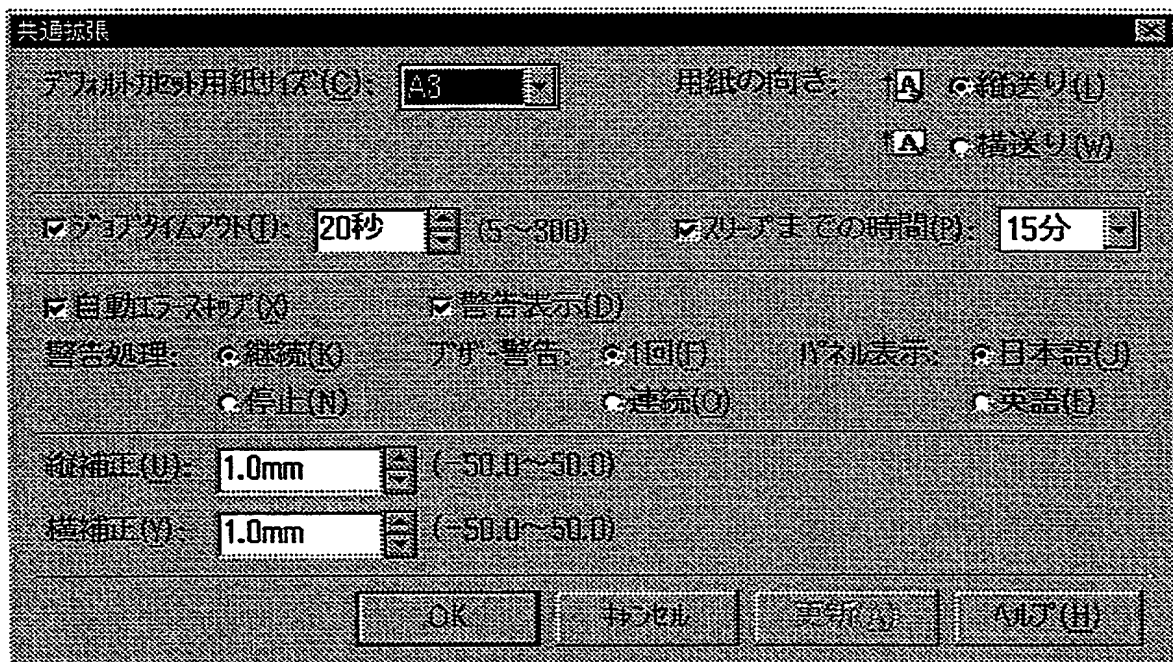 共通拡張
デフォルトカセット用紙サイズ(C): A3 用紙の向き: A 縦送り(L)
A 横送り(W)
ジョブタイムアウト(T): 20秒 (5～300) スリープまでの時間(P): 15分
自動エラースキップ(X) 警告表示(D)
警告処理: 継続(K) ブザー警告: 1回(F) パネル表示: 日本語(J)
停止(N) 連続(O) 英語(E)
縦補正(U): 1.0mm (-50.0～50.0)
横補正(Y): 1.0mm (-50.0～50.0)
OK キャンセル 更新(A) ヘルプ(H)